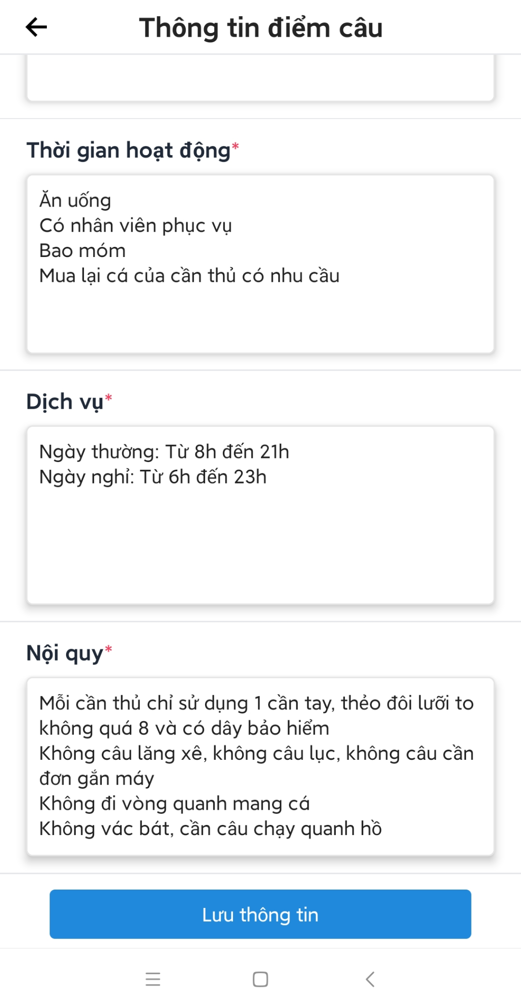 Thông tin điểm câu
Thời gian hoạt động*
Ăn uống
Có nhân viên phục vụ
Bao móm
Mua lại cá của cần thủ có nhu cầu
Dịch vụ*
Ngày thường: Từ 8h đến 21h
Ngày nghỉ: Từ 6h đến 23h
Nội quy*
Mỗi cần thủ chỉ sử dụng 1 cần tay, thẻo đôi lưỡi to
không quá 8 và có dây bảo hiểm
Không câu lăng xê, không câu lục, không câu cần
đơn gắn máy
Không đi vòng quanh mang cá
Không vác bát, cần câu chạy quanh hồ
Lưu thông tin